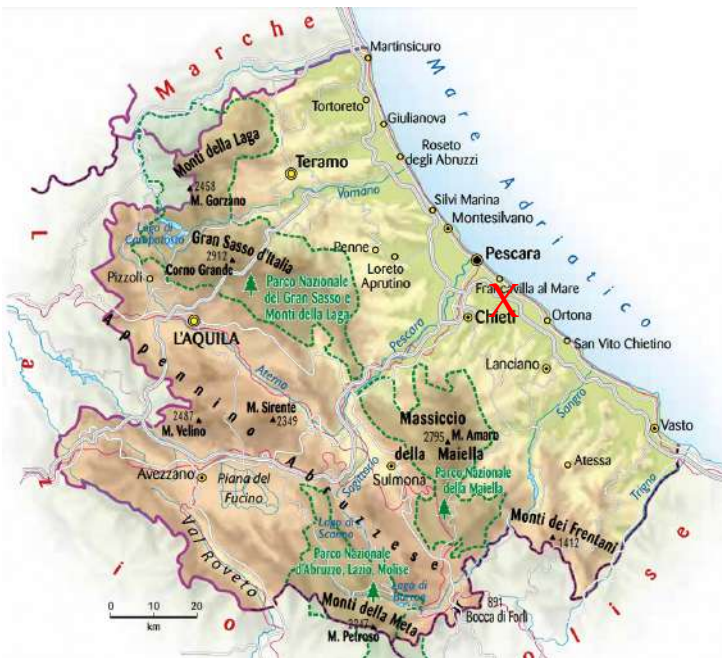 Marche
Martinsicuro
Mare Adriatico
Tortoreto
Giulianova
Roseto
degli Abruzzi
Monti della Laga
Teramo
2458
M. Gorzano
Vomano
Silvi Marina
Montesilvano
Lago di
Campotosto
Gran Sasso d'Italia
2912
Corno Grande
Penne
Loreto
Aprutino
Pescara
Pizzoli
Parco Nazionale
del Gran Sasso e
Monti della Laga
Francavilla al Mare
X
Chieti
Ortona
L'AQUILA
Pescara
San Vito Chietino
Lanciano
Appennino Abruzzese
Aterno
Sangro
M. Sirente
2349
2487
M. Velino
Massiccio
della Maiella
2795
M. Amaro
Vasto
Avezzano
Piana del
Fucino
Sagittario
Sulmona
Parco Nazionale
della Maiella
Atessa
Trigno
Lago di
Scanno
Val Roveto
Parco Nazionale
d'Abruzzo, Lazio, Molise
Monti dei Frentani
1412
Lago di
Barrea
Monti della Meta
2247
M. Petroso
891
Bocca di Forlì
0 10 20
km
Lazio
olise